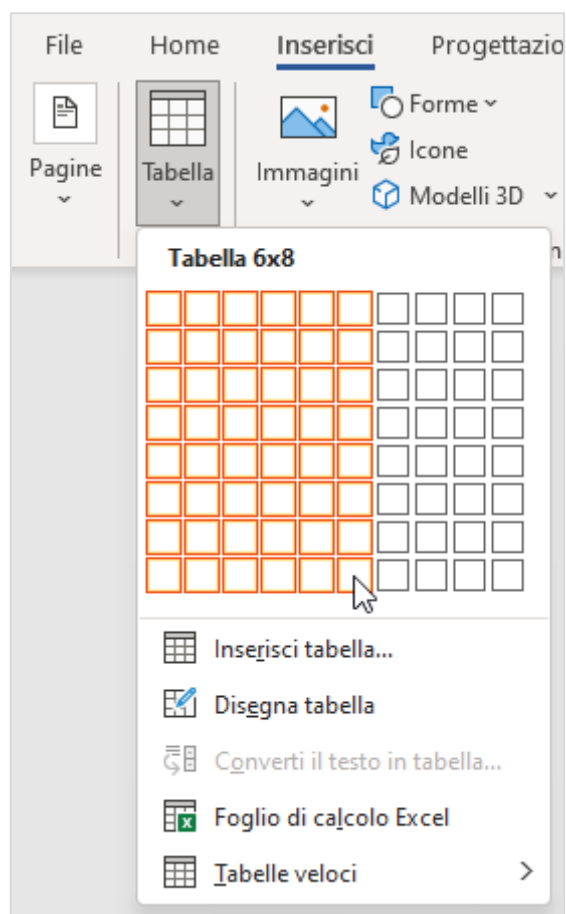 File Home Inserisci Progettazio
Pagine
Tabella
Immagini
Forme
Icone
Modelli 3D
n
Tabella 6x8
Inserisci tabella...
Disegna tabella
Converti il testo in tabella...
Foglio di calcolo Excel
Tabelle veloci